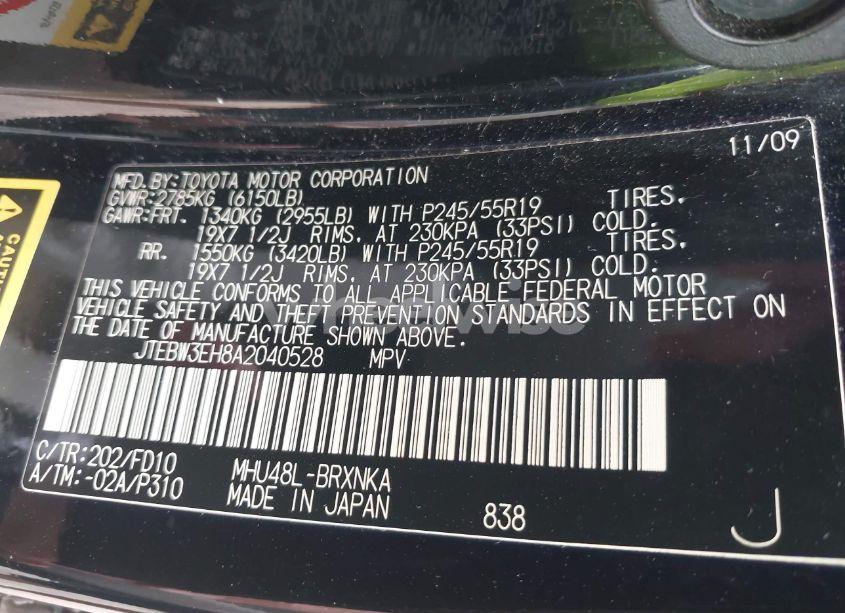 11/09
MFD.BY:TOYOTA MOTOR CORPORATION
GVWR:2785KG (6150LB)
GAWR:FRT. 1340KG (2955LB) WITH P245/55R19 TIRES.
19X7 1/2J RIMS, AT 230KPA (33PSI) COLD.
RR. 1550KG (3420LB) WITH P245/55R19 TIRES.
19X7 1/2J RIMS, AT 230KPA (33PSI) COLD.
THIS VEHICLE CONFORMS TO ALL APPLICABLE FEDERAL MOTOR
VEHICLE SAFETY AND THEFT PREVENTION STANDARDS IN EFFECT ON
THE DATE OF MANUFACTURE SHOWN ABOVE.
JTEBW3EH8A2040528 MPV
C/TR:202/FD10
A/TM:-02A/P310
MHU48L-BRXNKA
MADE IN JAPAN
838
J